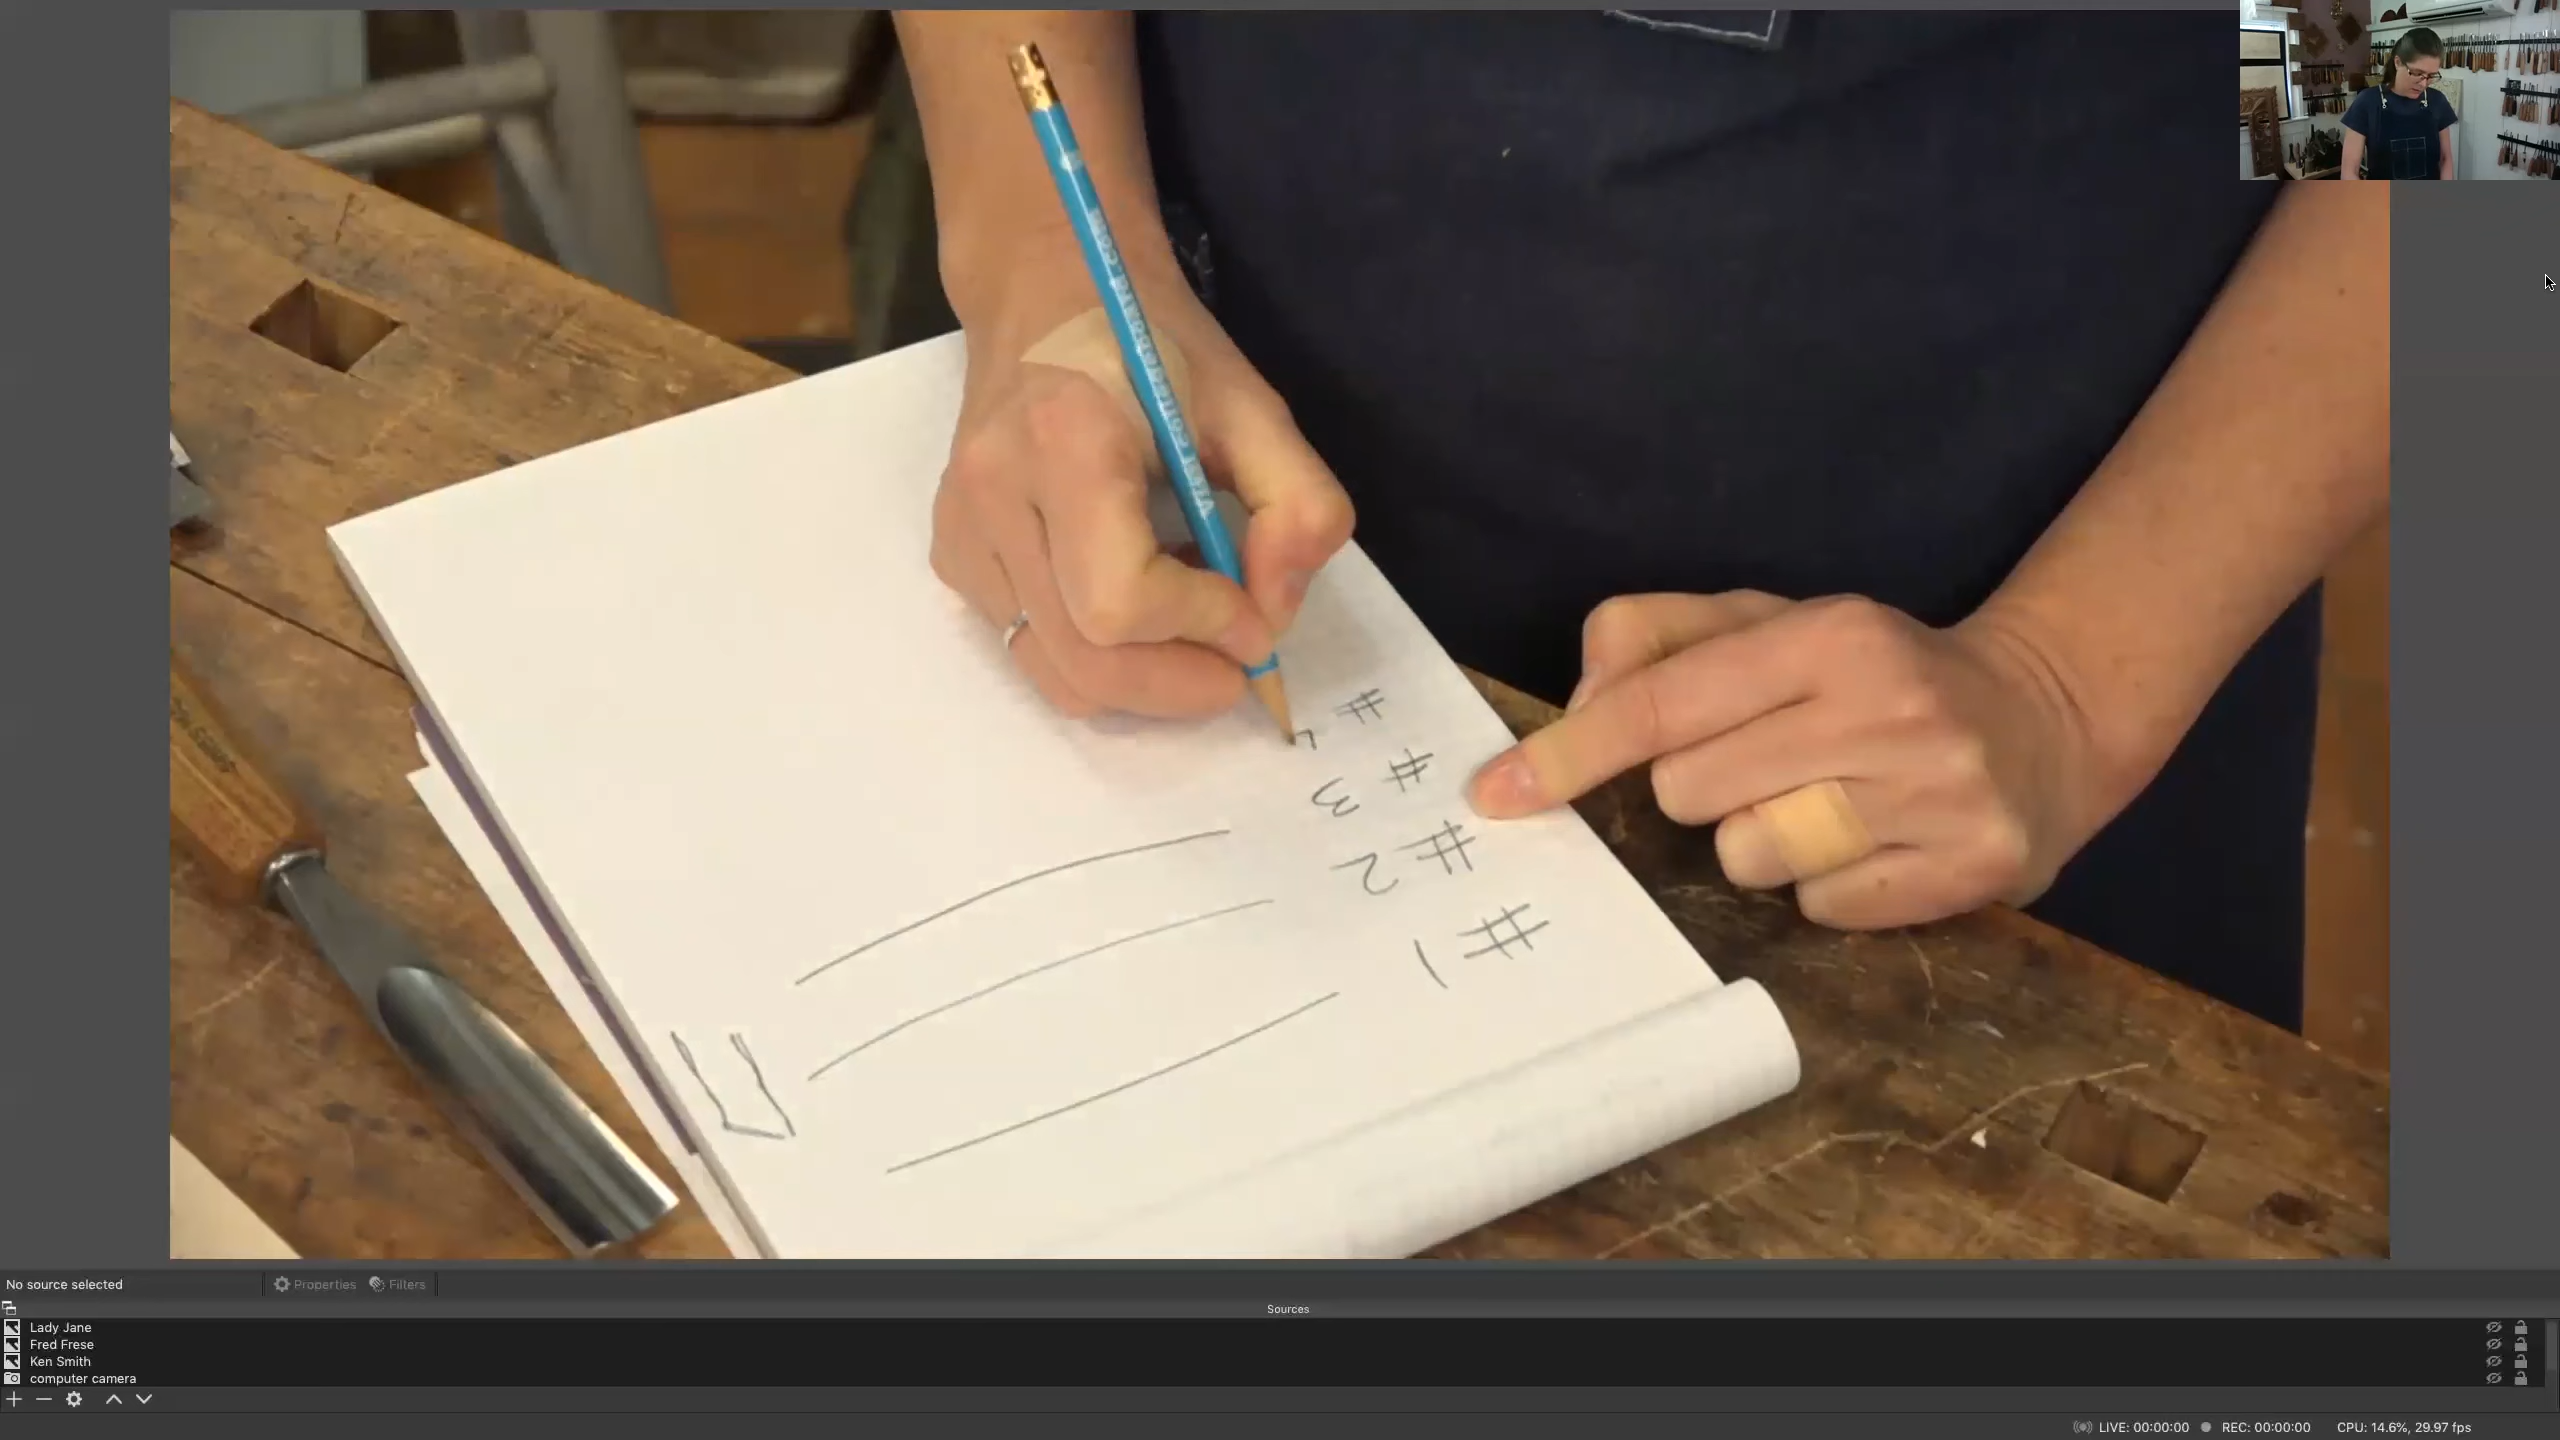 #1
#2
#3
#
No source selected
Properties
Filters
Sources
Lady Jane
Fred Frese
Ken Smith
computer camera
LIVE: 00:00:00
REC: 00:00:00
CPU: 14.6%, 29.97 fps